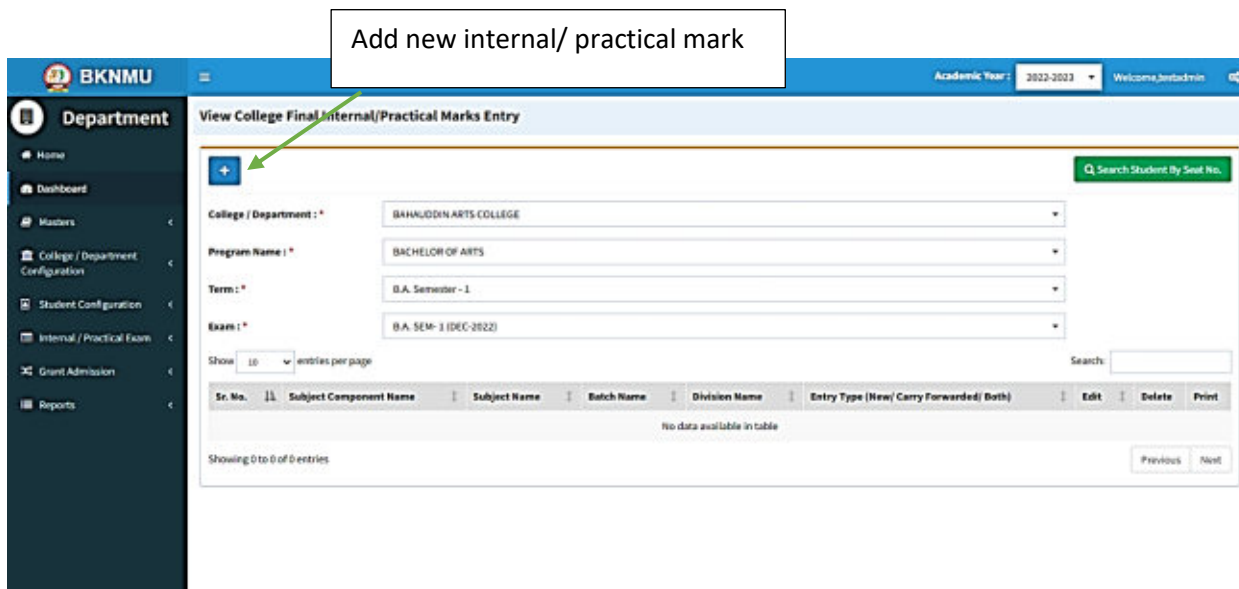 Add new internal/ practical mark
BKNMU
Academic Year :
2022-2023
Welcome,testadmin
Department
View College Final Internal/Practical Marks Entry
Home
+
Search Student By Seat No.
Dashboard
Masters
College / Department : *
BAHAUDDIN ARTS COLLEGE
College / Department
Configuration
Program Name : *
BACHELOR OF ARTS
Term : *
B.A. Semester - 1
Student Configuration
Exam : *
B.A. SEM- 1 (DEC-2022)
Internal / Practical Exam
Show 10 entries per page
Search:
Grant Admission
Sr. No. Subject Component Name Subject Name Batch Name Division Name Entry Type (New/ Carry Forwarded/ Both) Edit Delete Print
Reports
No data available in table
Showing 0 to 0 of 0 entries
Previous Next